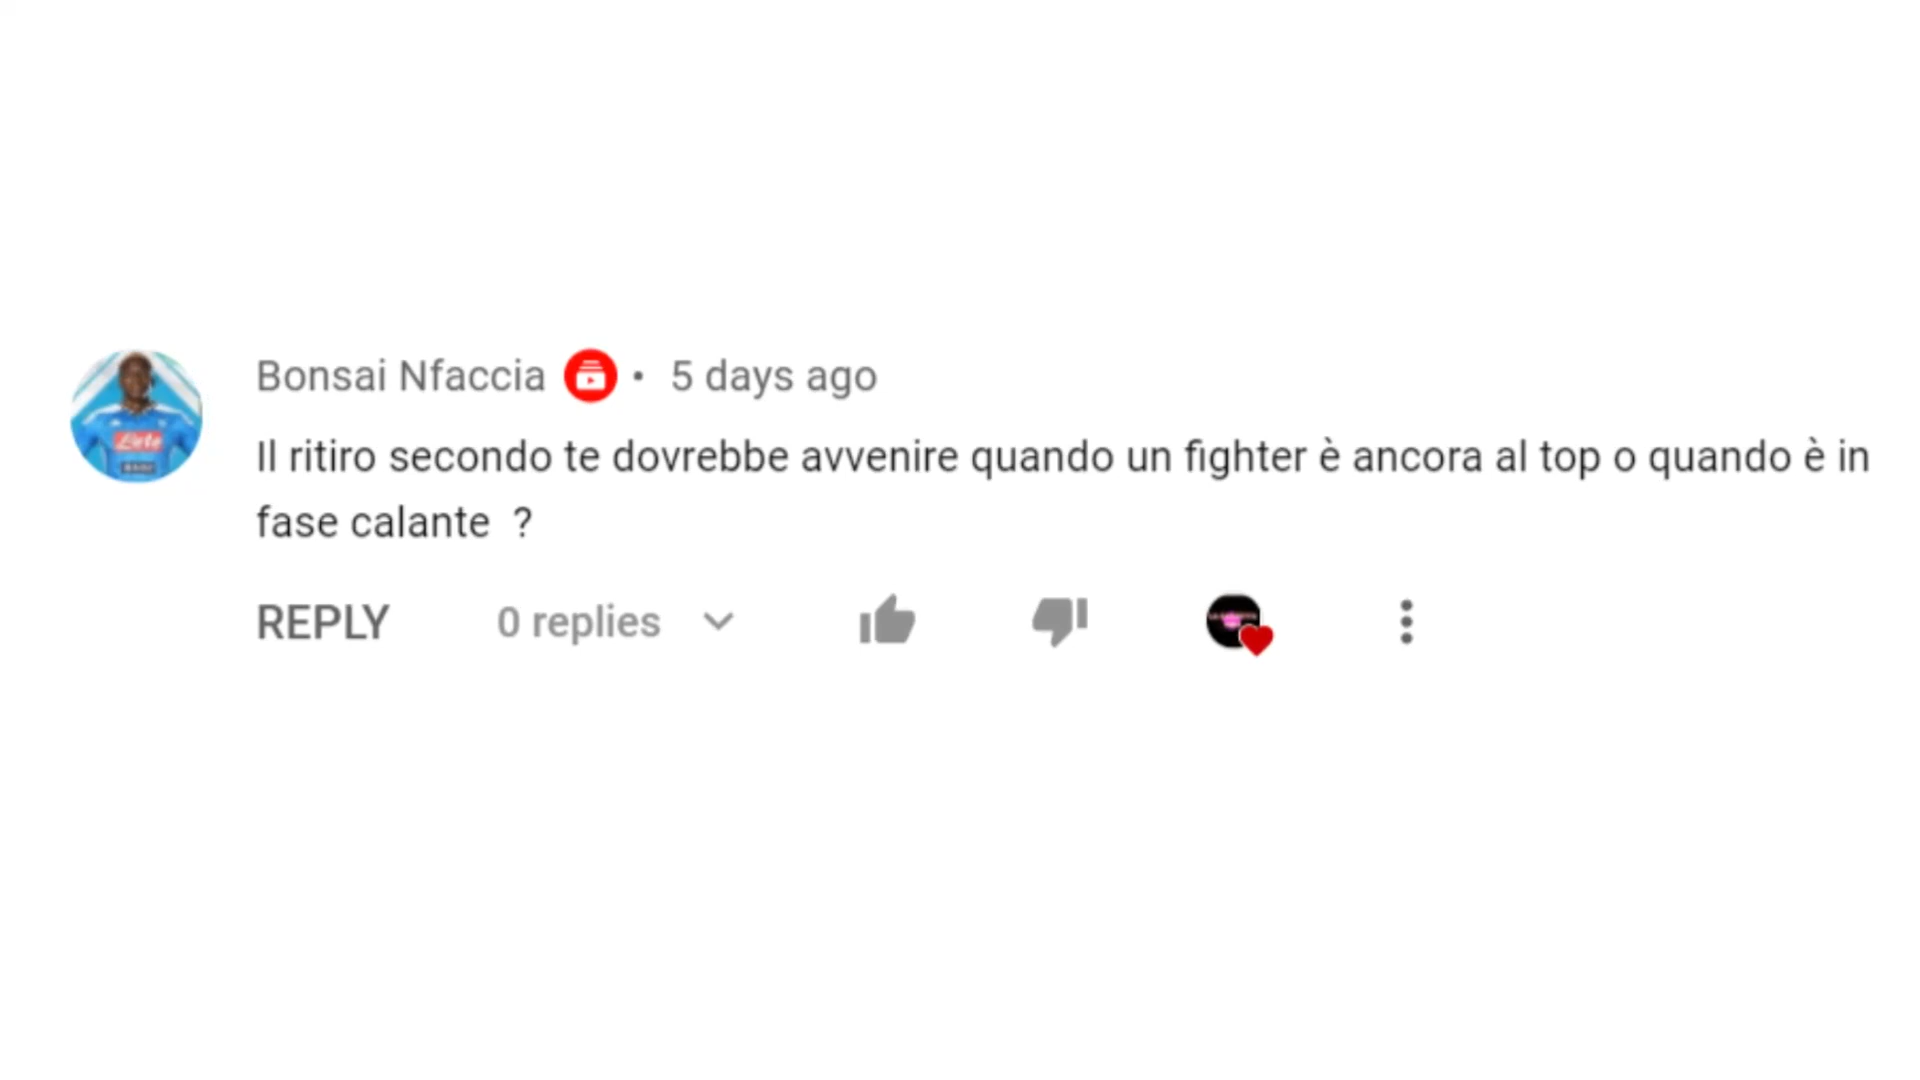 Bonsai Nfaccia • 5 days ago
Il ritiro secondo te dovrebbe avvenire quando un fighter è ancora al top o quando è in
fase calante  ?
REPLY 0 replies
Lete